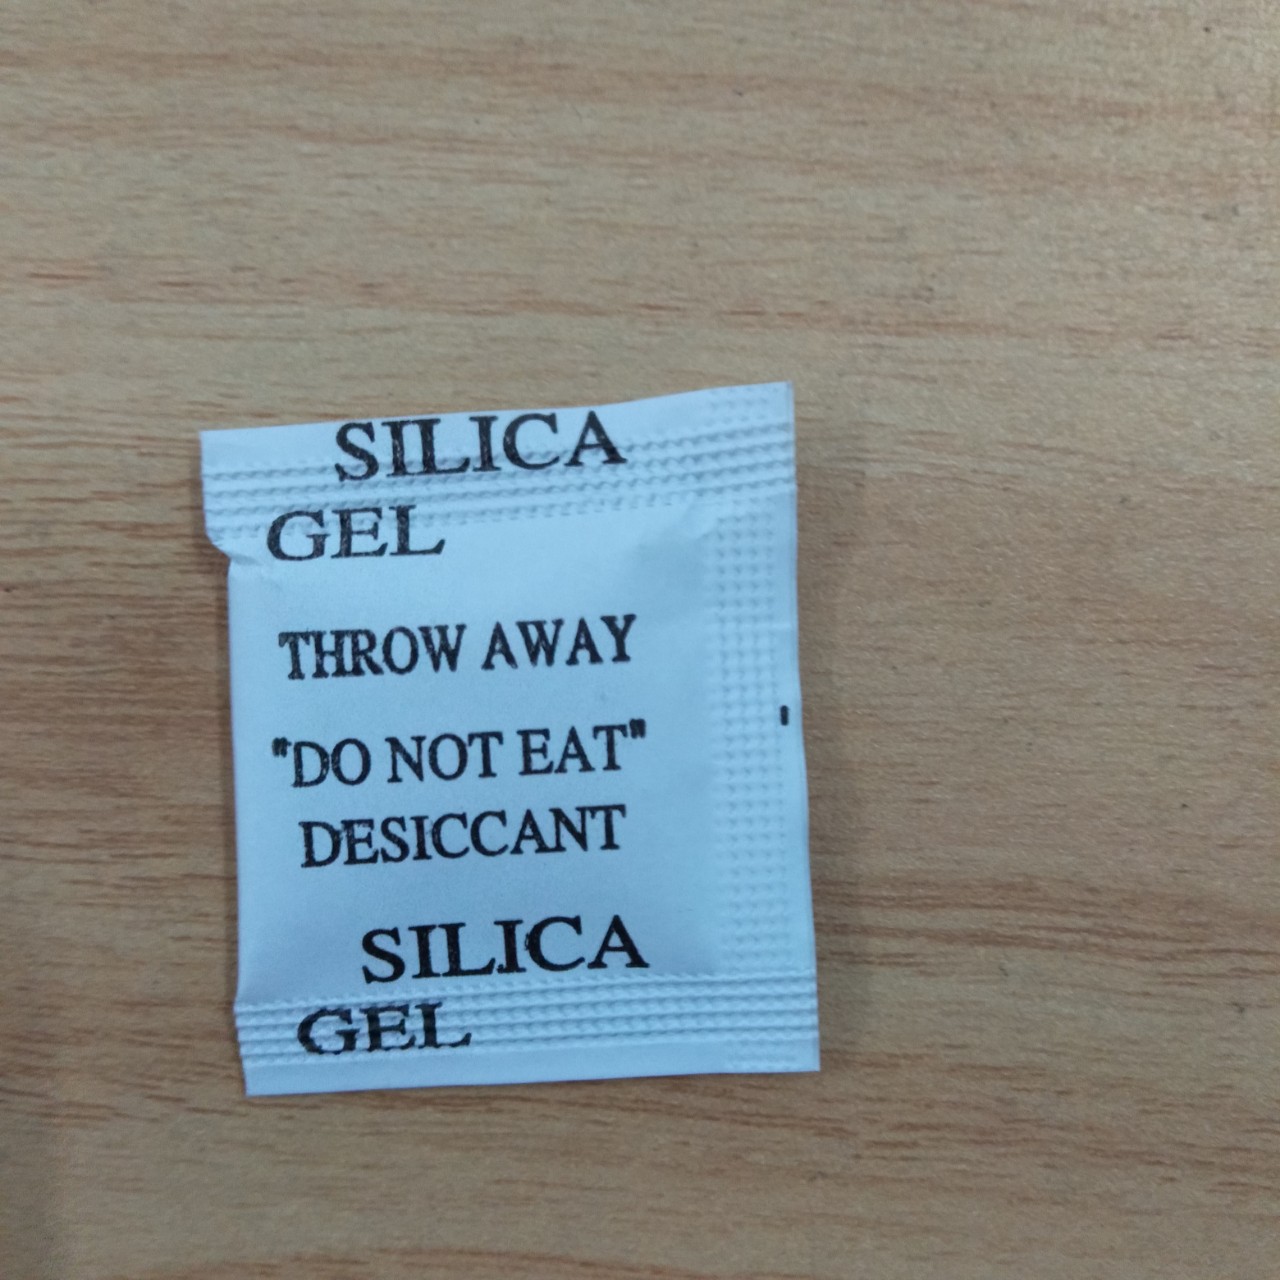 SILICA
GEL
THROW AWAY
"DO NOT EAT"
DESICCANT
SILICA
GEL